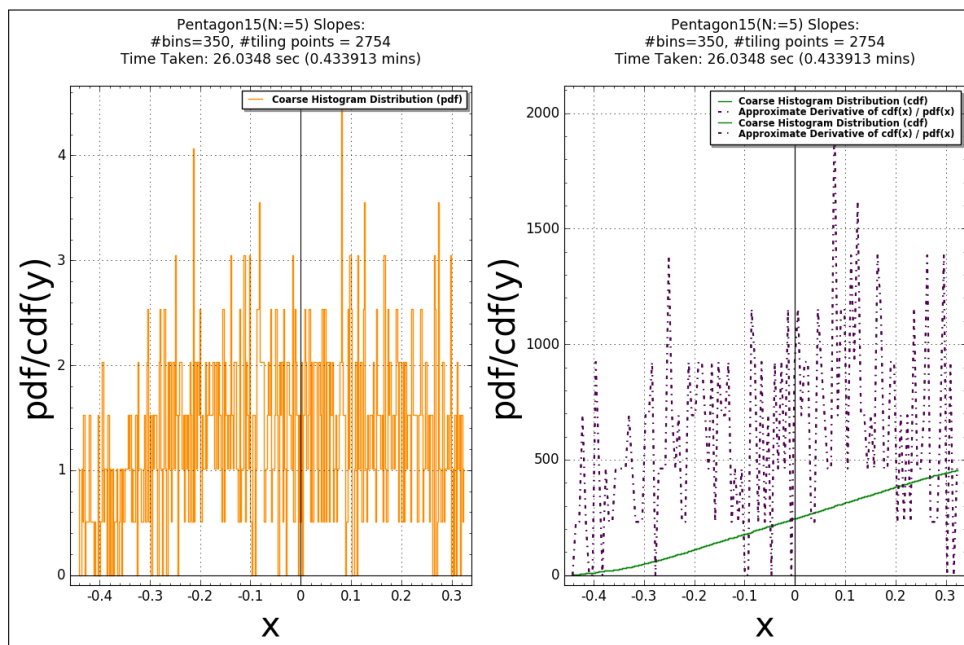 Pentagon15(N:=5) Slopes:
#bins=350, #tiling points = 2754
Time Taken: 26.0348 sec (0.433913 mins)
Coarse Histogram Distribution (pdf)
pdf/cdf(y)
4
3
2
1
0
-0.4 -0.3 -0.2 -0.1 0 0.1 0.2 0.3
x
Pentagon15(N:=5) Slopes:
#bins=350, #tiling points = 2754
Time Taken: 26.0348 sec (0.433913 mins)
Coarse Histogram Distribution (cdf)
Approximate Derivative of cdf(x) / pdf(x)
Coarse Histogram Distribution (cdf)
Approximate Derivative of cdf(x) / pdf(x)
pdf/cdf(y)
2000
1500
1000
500
0
-0.4 -0.3 -0.2 -0.1 0 0.1 0.2 0.3
x